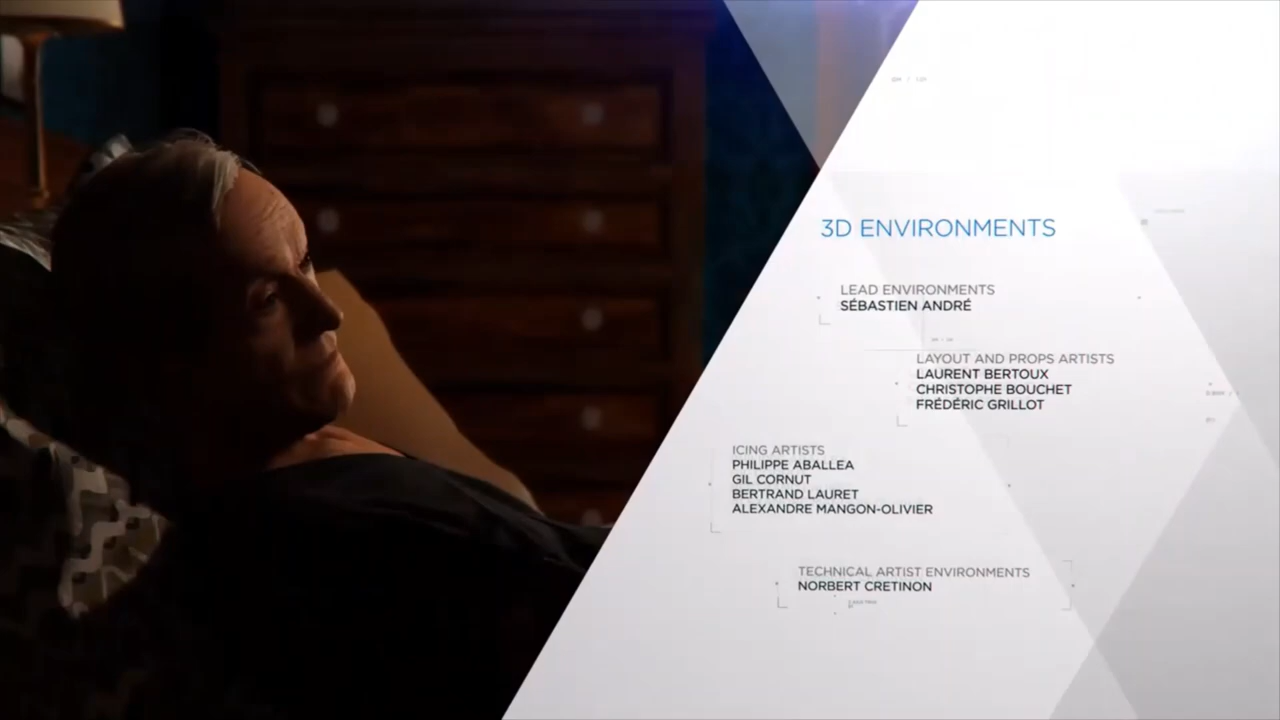 3D ENVIRONMENTS
LEAD ENVIRONMENTS
SÉBASTIEN ANDRÉ
LAYOUT AND PROPS ARTISTS
LAURENT BERTOUX
CHRISTOPHE BOUCHET
FRÉDÉRIC GRILLOT
ICING ARTISTS
PHILIPPE ABALLEA
GIL CORNUT
BERTRAND LAURET
ALEXANDRE MANGON-OLIVIER
TECHNICAL ARTIST ENVIRONMENTS
NORBERT CRETINON